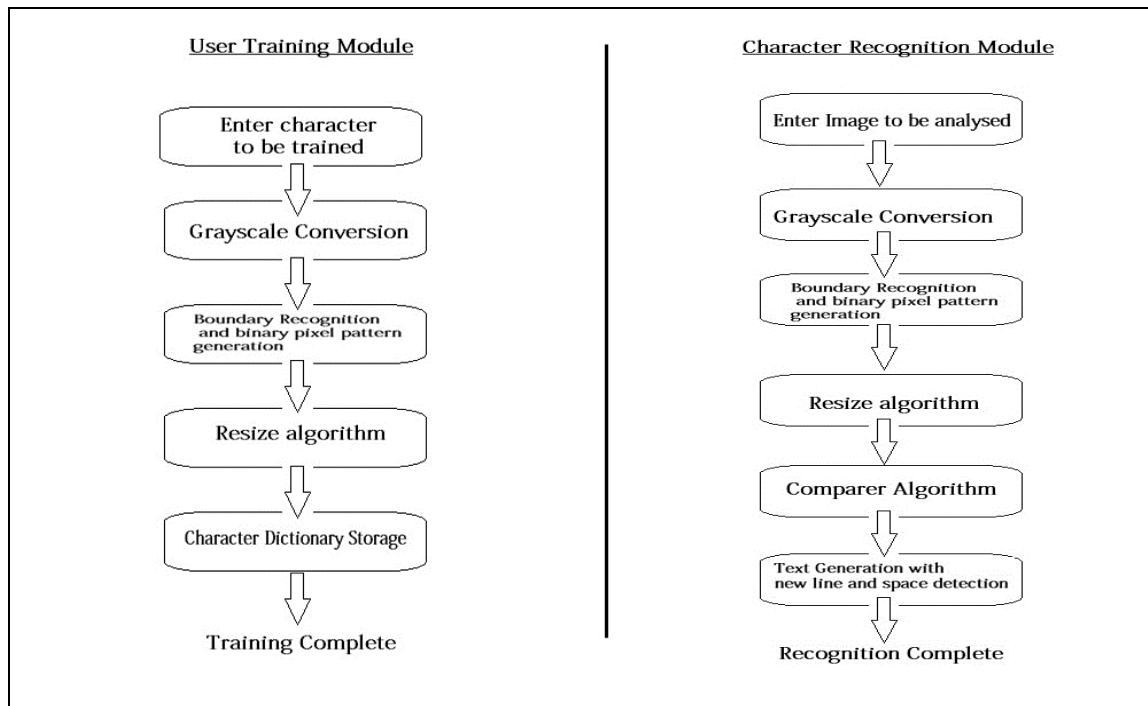 User Training Module
Enter character
to be trained
Grayscale Conversion
Boundary Recognition
and binary pixel pattern
generation
Resize algorithm
Character Dictionary Storage
Training Complete
Character Recognition Module
Enter Image to be analysed
Grayscale Conversion
Boundary Recognition
and binary pixel pattern
generation
Resize algorithm
Comparer Algorithm
Text Generation with
new line and space detection
Recognition Complete